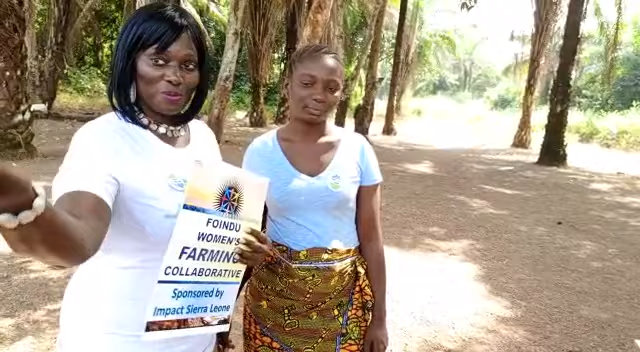 FOINDU
WOMEN'S
FARMING
COLLABORATIVE
Sponsored by
Impact Sierra Leone